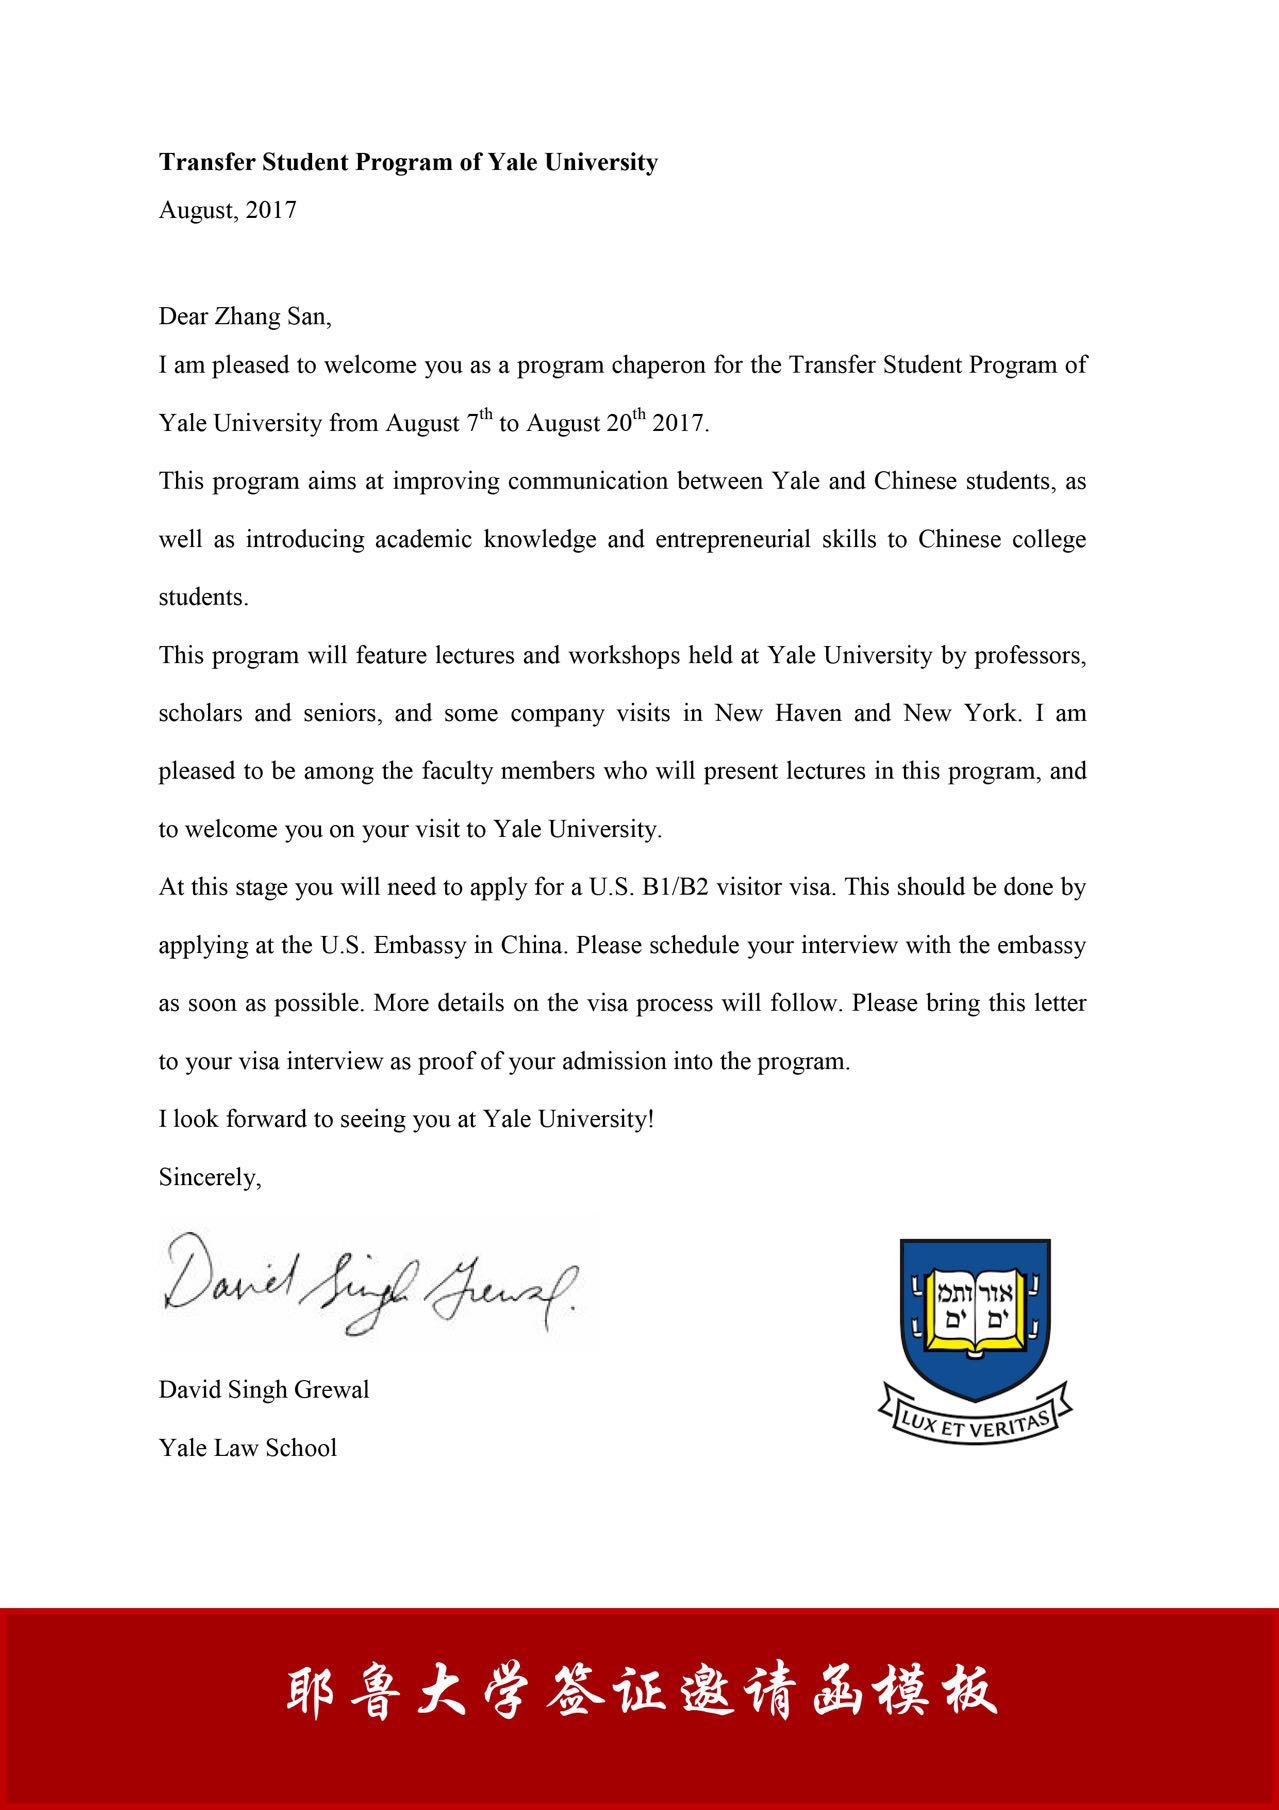 Transfer Student Program of Yale University
August, 2017
Dear Zhang San,
I am pleased to welcome you as a program chaperon for the Transfer Student Program of
Yale University from August 7th to August 20th 2017.
This program aims at improving communication between Yale and Chinese students, as
well as introducing academic knowledge and entrepreneurial skills to Chinese college
students.
This program will feature lectures and workshops held at Yale University by professors,
scholars and seniors, and some company visits in New Haven and New York. I am
pleased to be among the faculty members who will present lectures in this program, and
to welcome you on your visit to Yale University.
At this stage you will need to apply for a U.S. B1/B2 visitor visa. This should be done by
applying at the U.S. Embassy in China. Please schedule your interview with the embassy
as soon as possible. More details on the visa process will follow. Please bring this letter
to your visa interview as proof of your admission into the program.
I look forward to seeing you at Yale University!
Sincerely,
David Singh Grewal.
David Singh Grewal
Yale Law School
אור ותמ
ים ים
LUX ET VERITAS
耶鲁大学签证邀请函模板